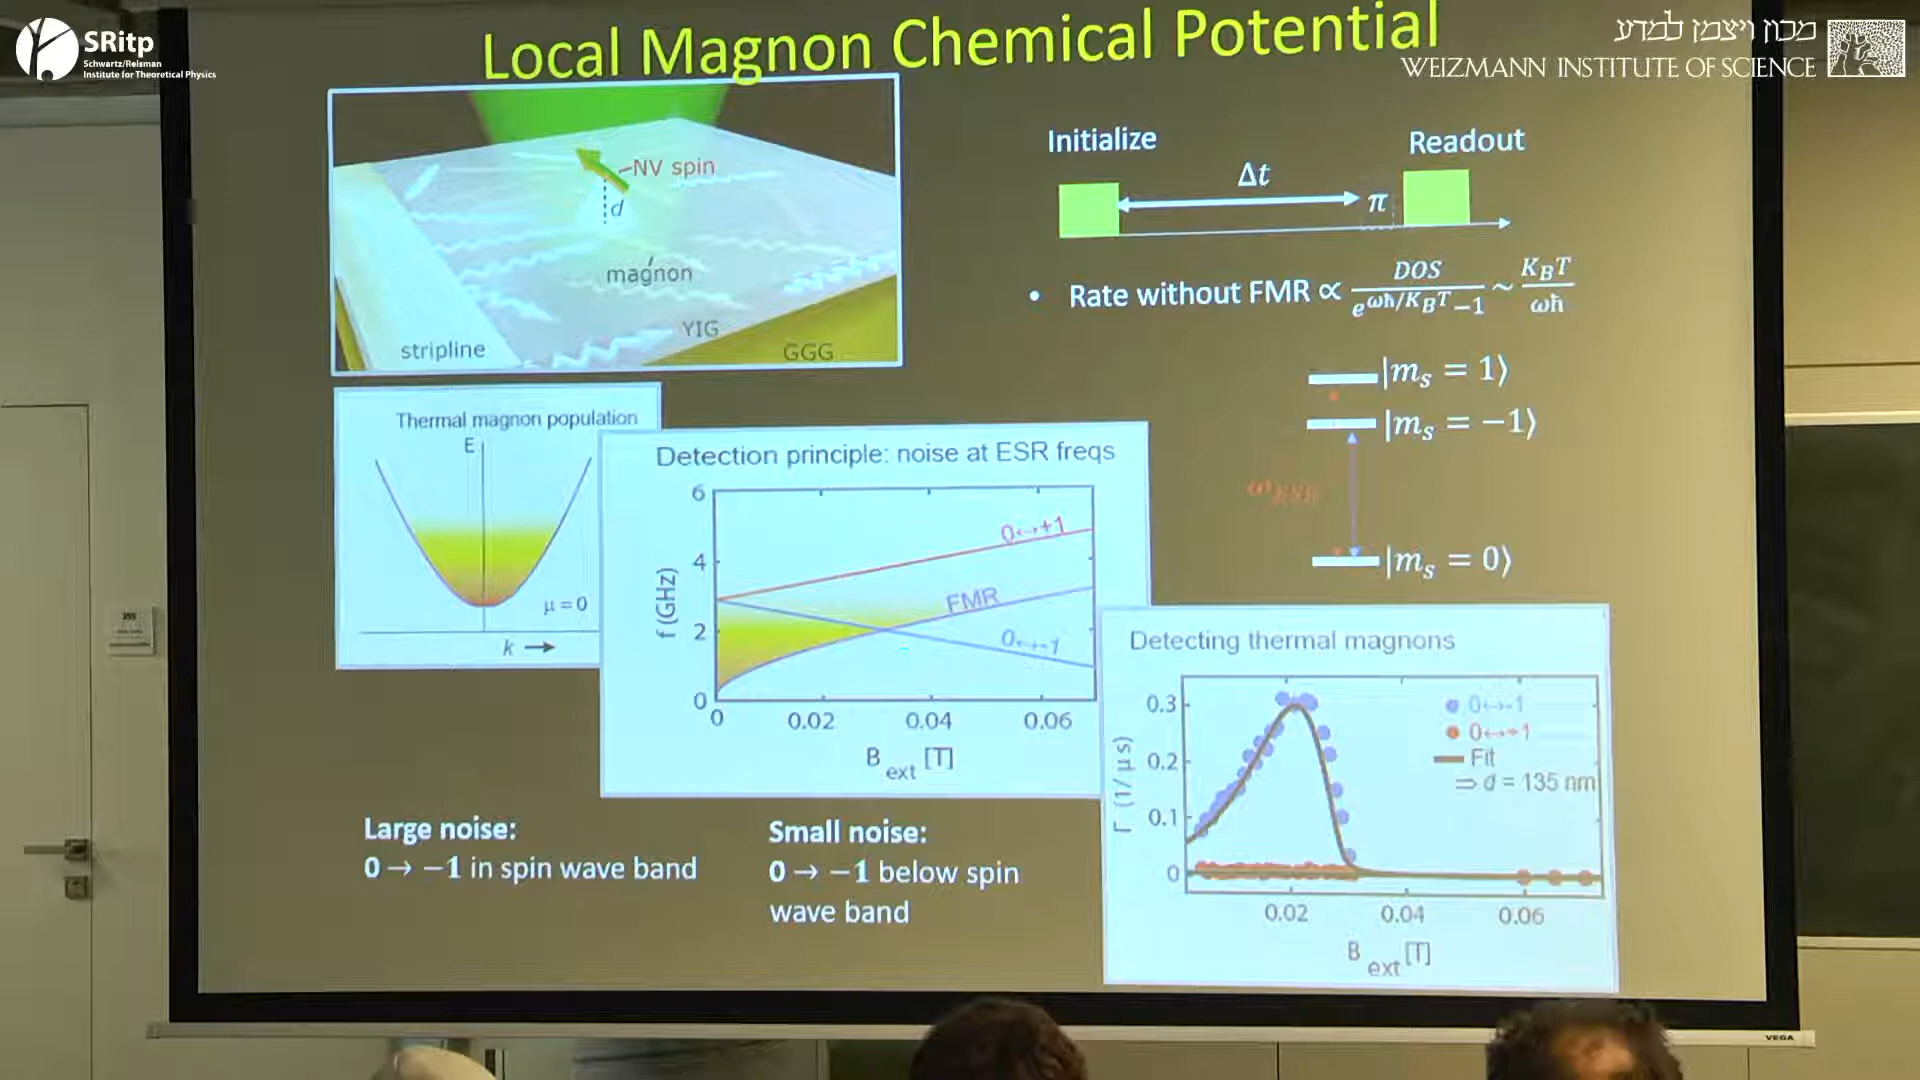 SRitp
Schwartz/Reisman
Institute for Theoretical Physics
Local Magnon Chemical Potential
מכון ויצמן למדע
WEIZMANN INSTITUTE OF SCIENCE
NV spin
d
magnon
YIG
stripline
GGG
Initialize
Readout
Δt
π
• Rate without FMR ∝ DOS / e^{ωħ/K_BT} −1 ~ K_BT / ωħ
|m_s = 1⟩
|m_s = −1⟩
ω_ESR
|m_s = 0⟩
Thermal magnon population
E
μ = 0
k →
Detection principle: noise at ESR freqs
6
4
2
0
f (GHz)
0↔+1
FMR
0↔-1
0
0.02
0.04
0.06
B ext [T]
Detecting thermal magnons
0.3
0.2
0.1
0
Γ (1/μs)
0↔-1
0↔+1
Fit
⇒ d = 135 nm
0.02
0.04
0.06
B ext [T]
Large noise:
0 → −1 in spin wave band
Small noise:
0 → −1 below spin
wave band
VEGA